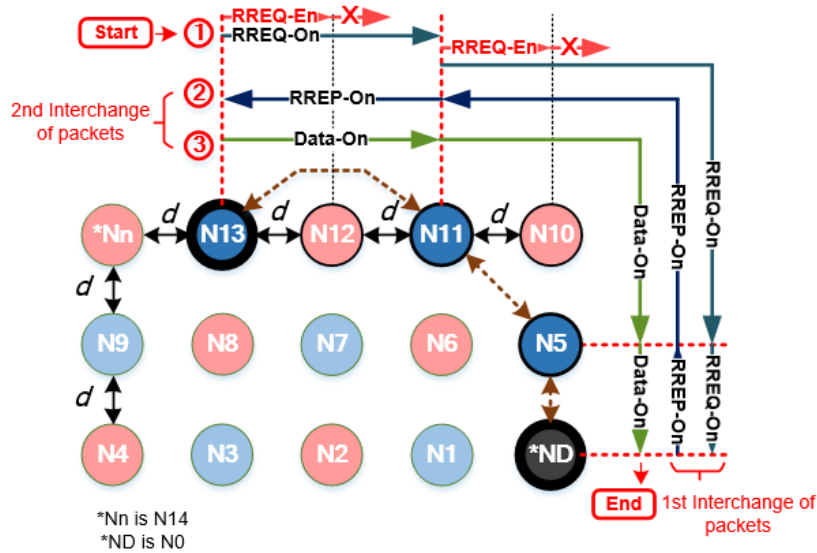 RREQ-En X
Start
1
RREQ-On
RREQ-En X
2nd Interchange
of packets
2
RREP-On
3
Data-On
d
*Nn
N13
d
N12
d
N11
d
N10
Data-On
RREP-On
RREQ-On
d
N9
N8
N7
N6
N5
d
Data-On
RREP-On
RREQ-On
N4
N3
N2
N1
*ND
End
1st Interchange of
packets
*Nn is N14
*ND is N0